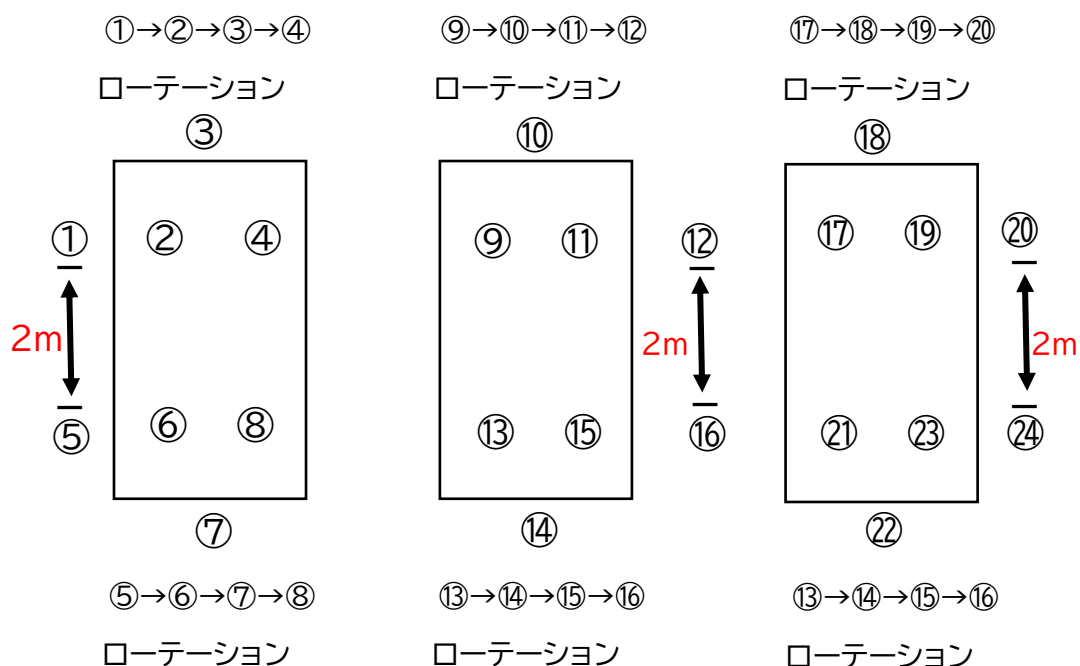 ①→②→③→④ ⑨→⑩→⑪→⑫ ⑰→⑱→⑲→⑳
ローテーション ローテーション ローテーション
③ ⑩ ⑱
① ② ④ ⑨ ⑪ ⑫ ⑰ ⑲ ⑳
2m 2m 2m
⑤ ⑥ ⑧ ⑬ ⑮ ⑯ ㉑ ㉓ ㉔
⑦ ⑭ ㉒
⑤→⑥→⑦→⑧ ⑬→⑭→⑮→⑯ ⑬→⑭→⑮→⑯
ローテーション ローテーション ローテーション